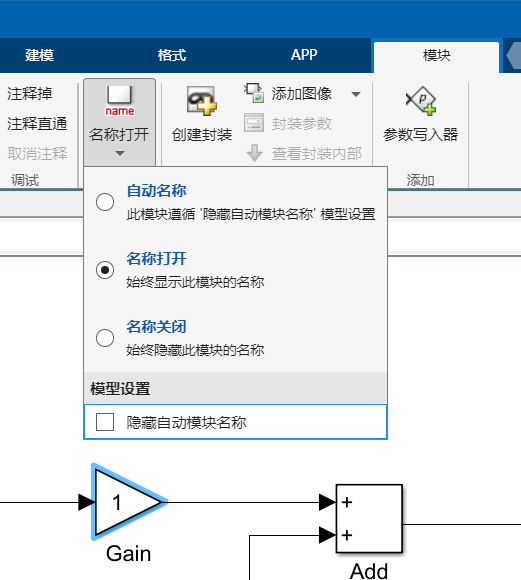 建模 格式 APP 模块
注释掉
注释直通
取消注释
调试
name
名称打开
创建封装
添加图像
封装参数
查看封装内部
P
参数写入器
添加
自动名称
此模块遵循 '隐藏自动模块名称' 模型设置
名称打开
始终显示此模块的名称
名称关闭
始终隐藏此模块的名称
模型设置
隐藏自动模块名称
1
Gain
+
+
Add